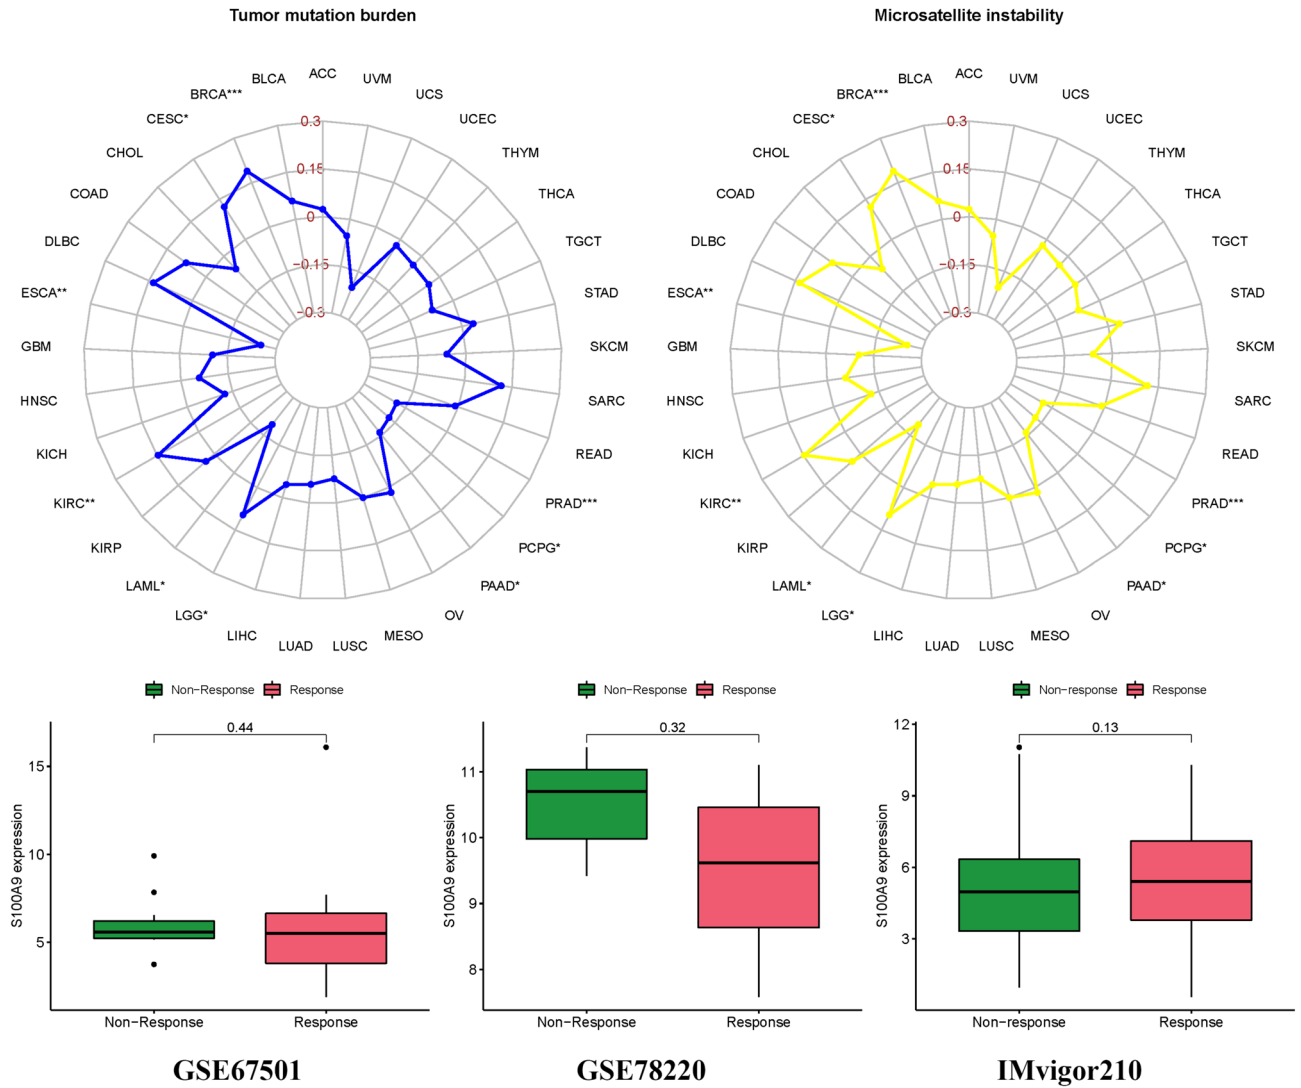 Tumor mutation burden
ACC
UVM
UCS
UCEC
THYM
THCA
TGCT
STAD
SKCM
SARC
READ
PRAD***
PCPG*
PAAD*
OV
MESO
LUSC
LUAD
LIHC
LGG*
LAML*
KIRP
KIRC**
KICH
HNSC
GBM
ESCA**
DLBC
COAD
CHOL
CESC*
BRCA***
BLCA
0.3
0.15
0
−0.15
−0.3
Microsatellite instability
ACC
UVM
UCS
UCEC
THYM
THCA
TGCT
STAD
SKCM
SARC
READ
PRAD***
PCPG*
PAAD*
OV
MESO
LUSC
LUAD
LIHC
LGG*
LAML*
KIRP
KIRC**
KICH
HNSC
GBM
ESCA**
DLBC
COAD
CHOL
CESC*
BRCA***
BLCA
0.3
0.15
0
−0.15
−0.3
Non−Response Response
0.44
15
10
5
S100A9 expression
Non−Response Response
GSE67501
Non−Response Response
0.32
11
10
9
8
S100A9 expression
Non−Response Response
GSE78220
Non−response Response
0.13
12
9
6
3
S100A9 expression
Non−response Response
IMvigor210